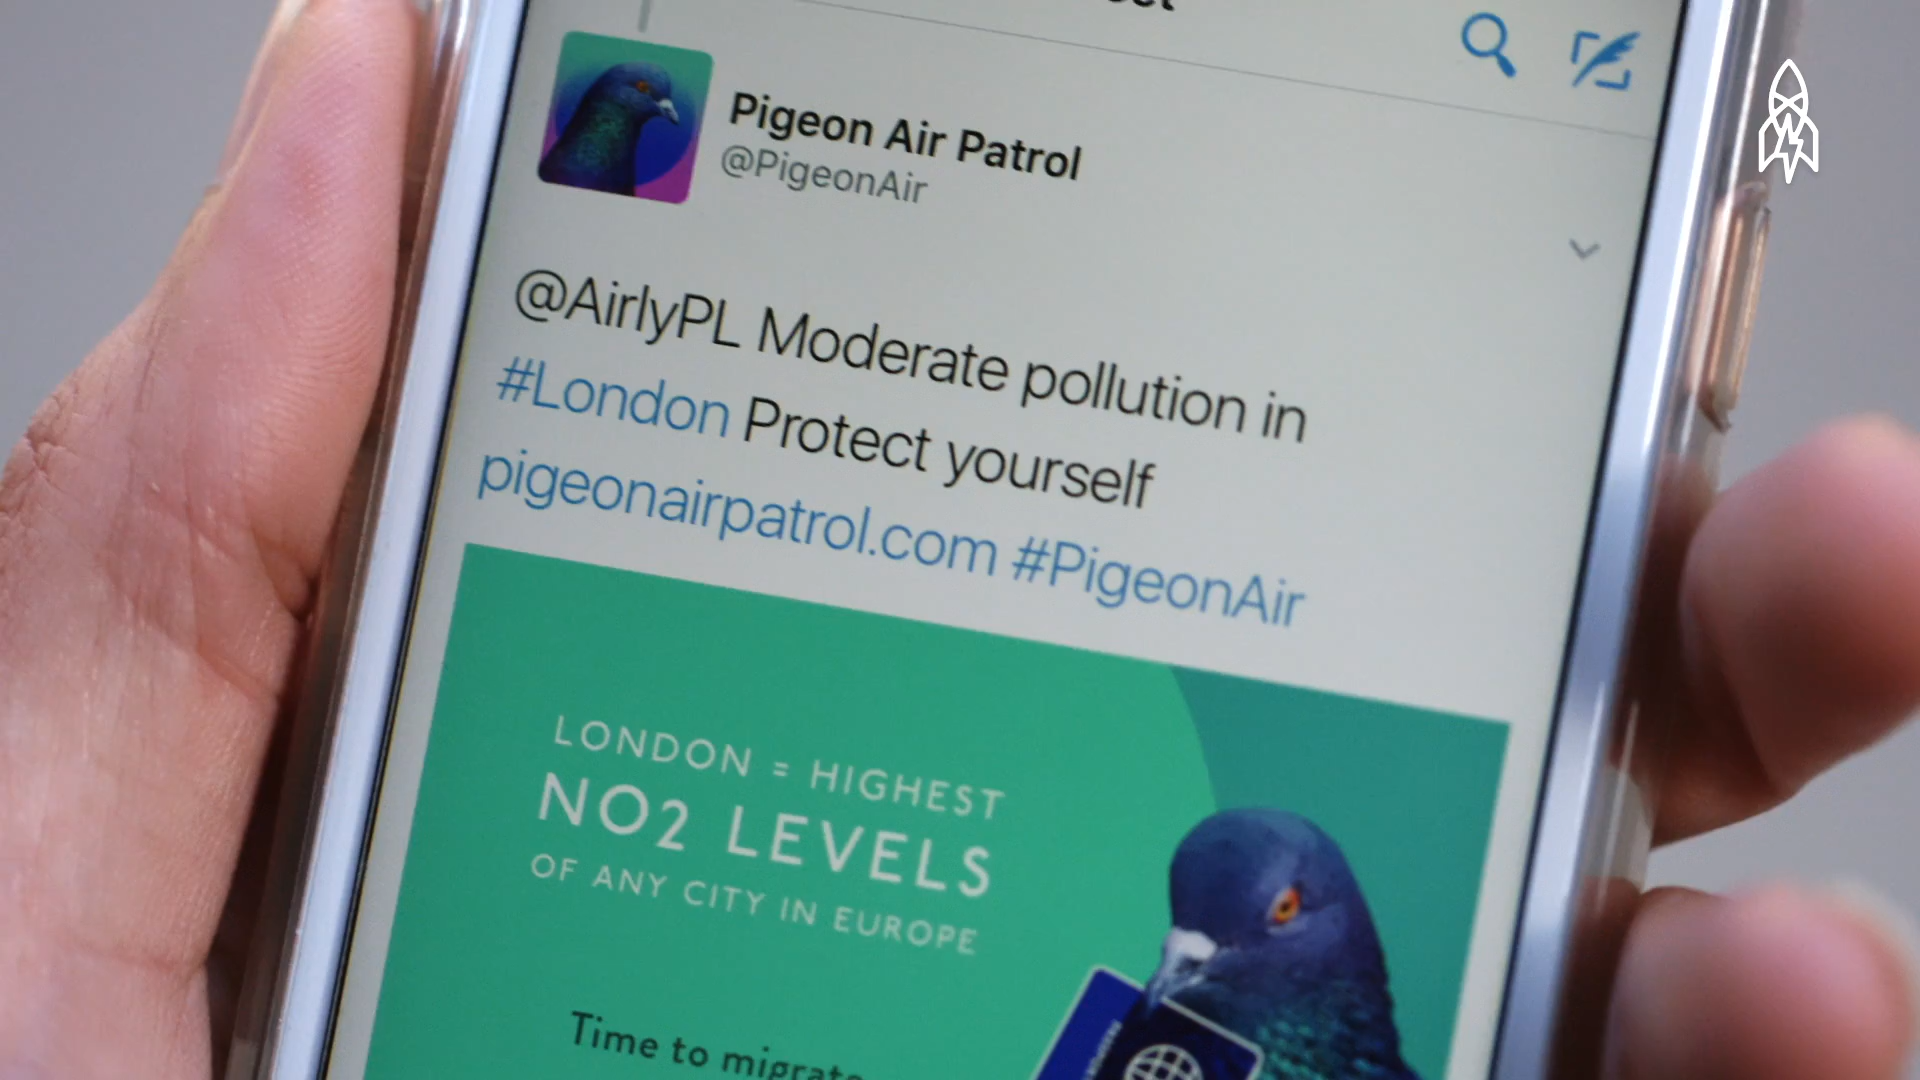 Pigeon Air Patrol
@PigeonAir
@AirlyPL Moderate pollution in
#London Protect yourself
pigeonairpatrol.com #PigeonAir
LONDON = HIGHEST
NO2 LEVELS
OF ANY CITY IN EUROPE
Time to migrate